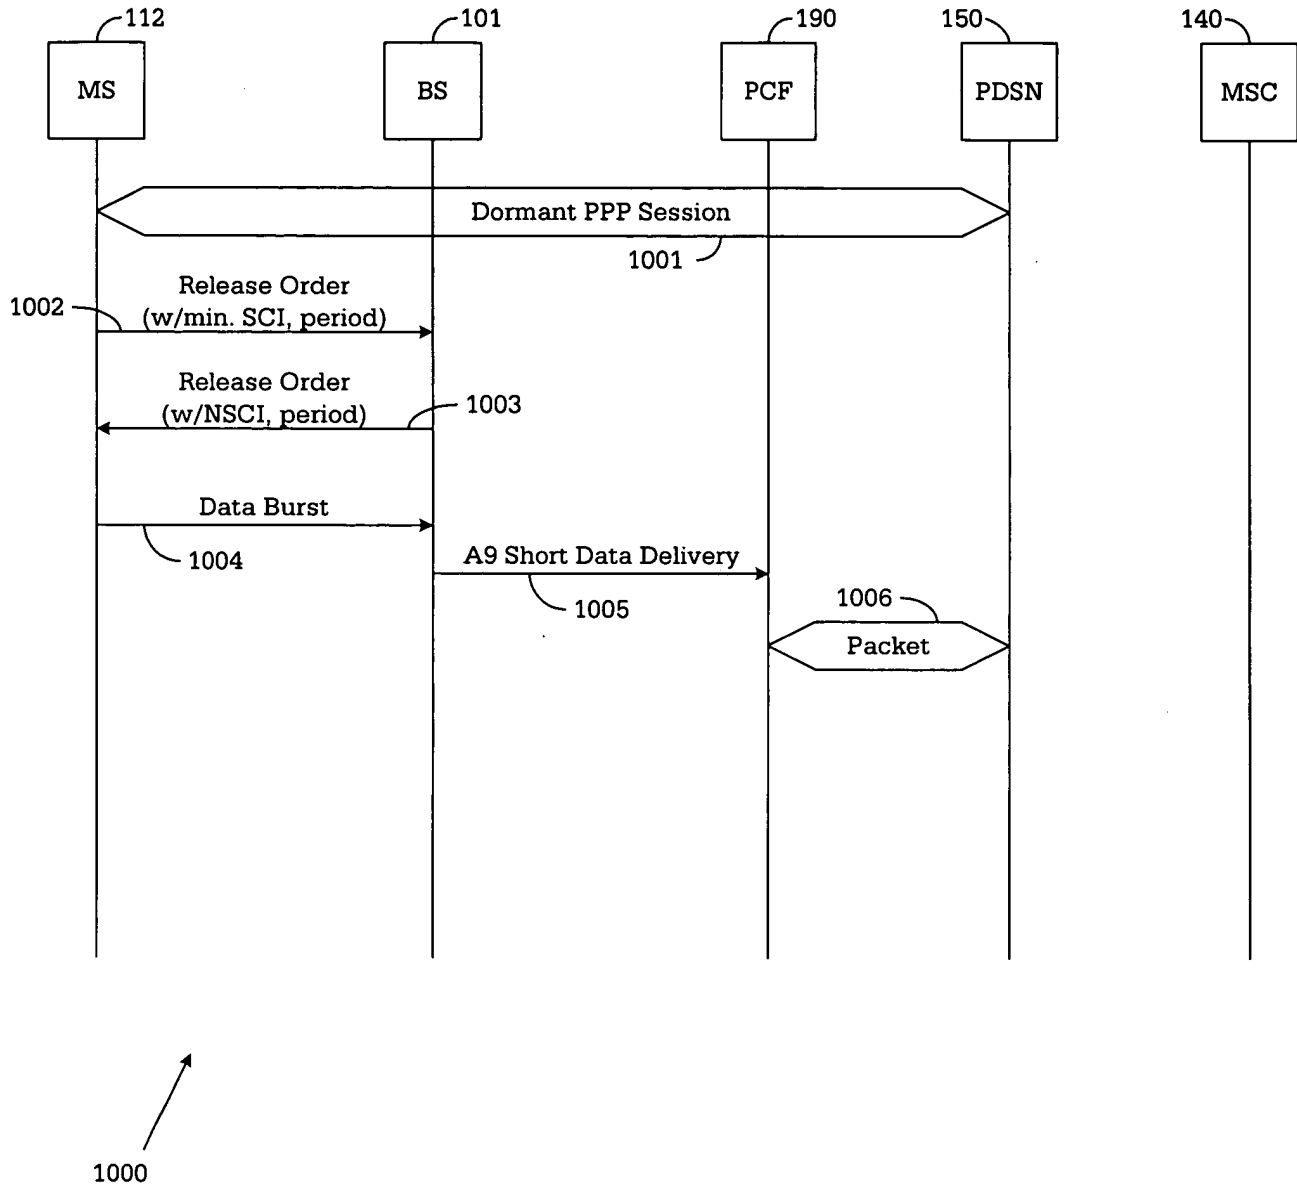 112
101
190
150
140
MS
BS
PCF
PDSN
MSC
Dormant PPP Session
1001
Release Order
(w/min. SCI, period)
1002
Release Order
(w/NSCI, period)
1003
Data Burst
1004
A9 Short Data Delivery
1005
1006
Packet
1000